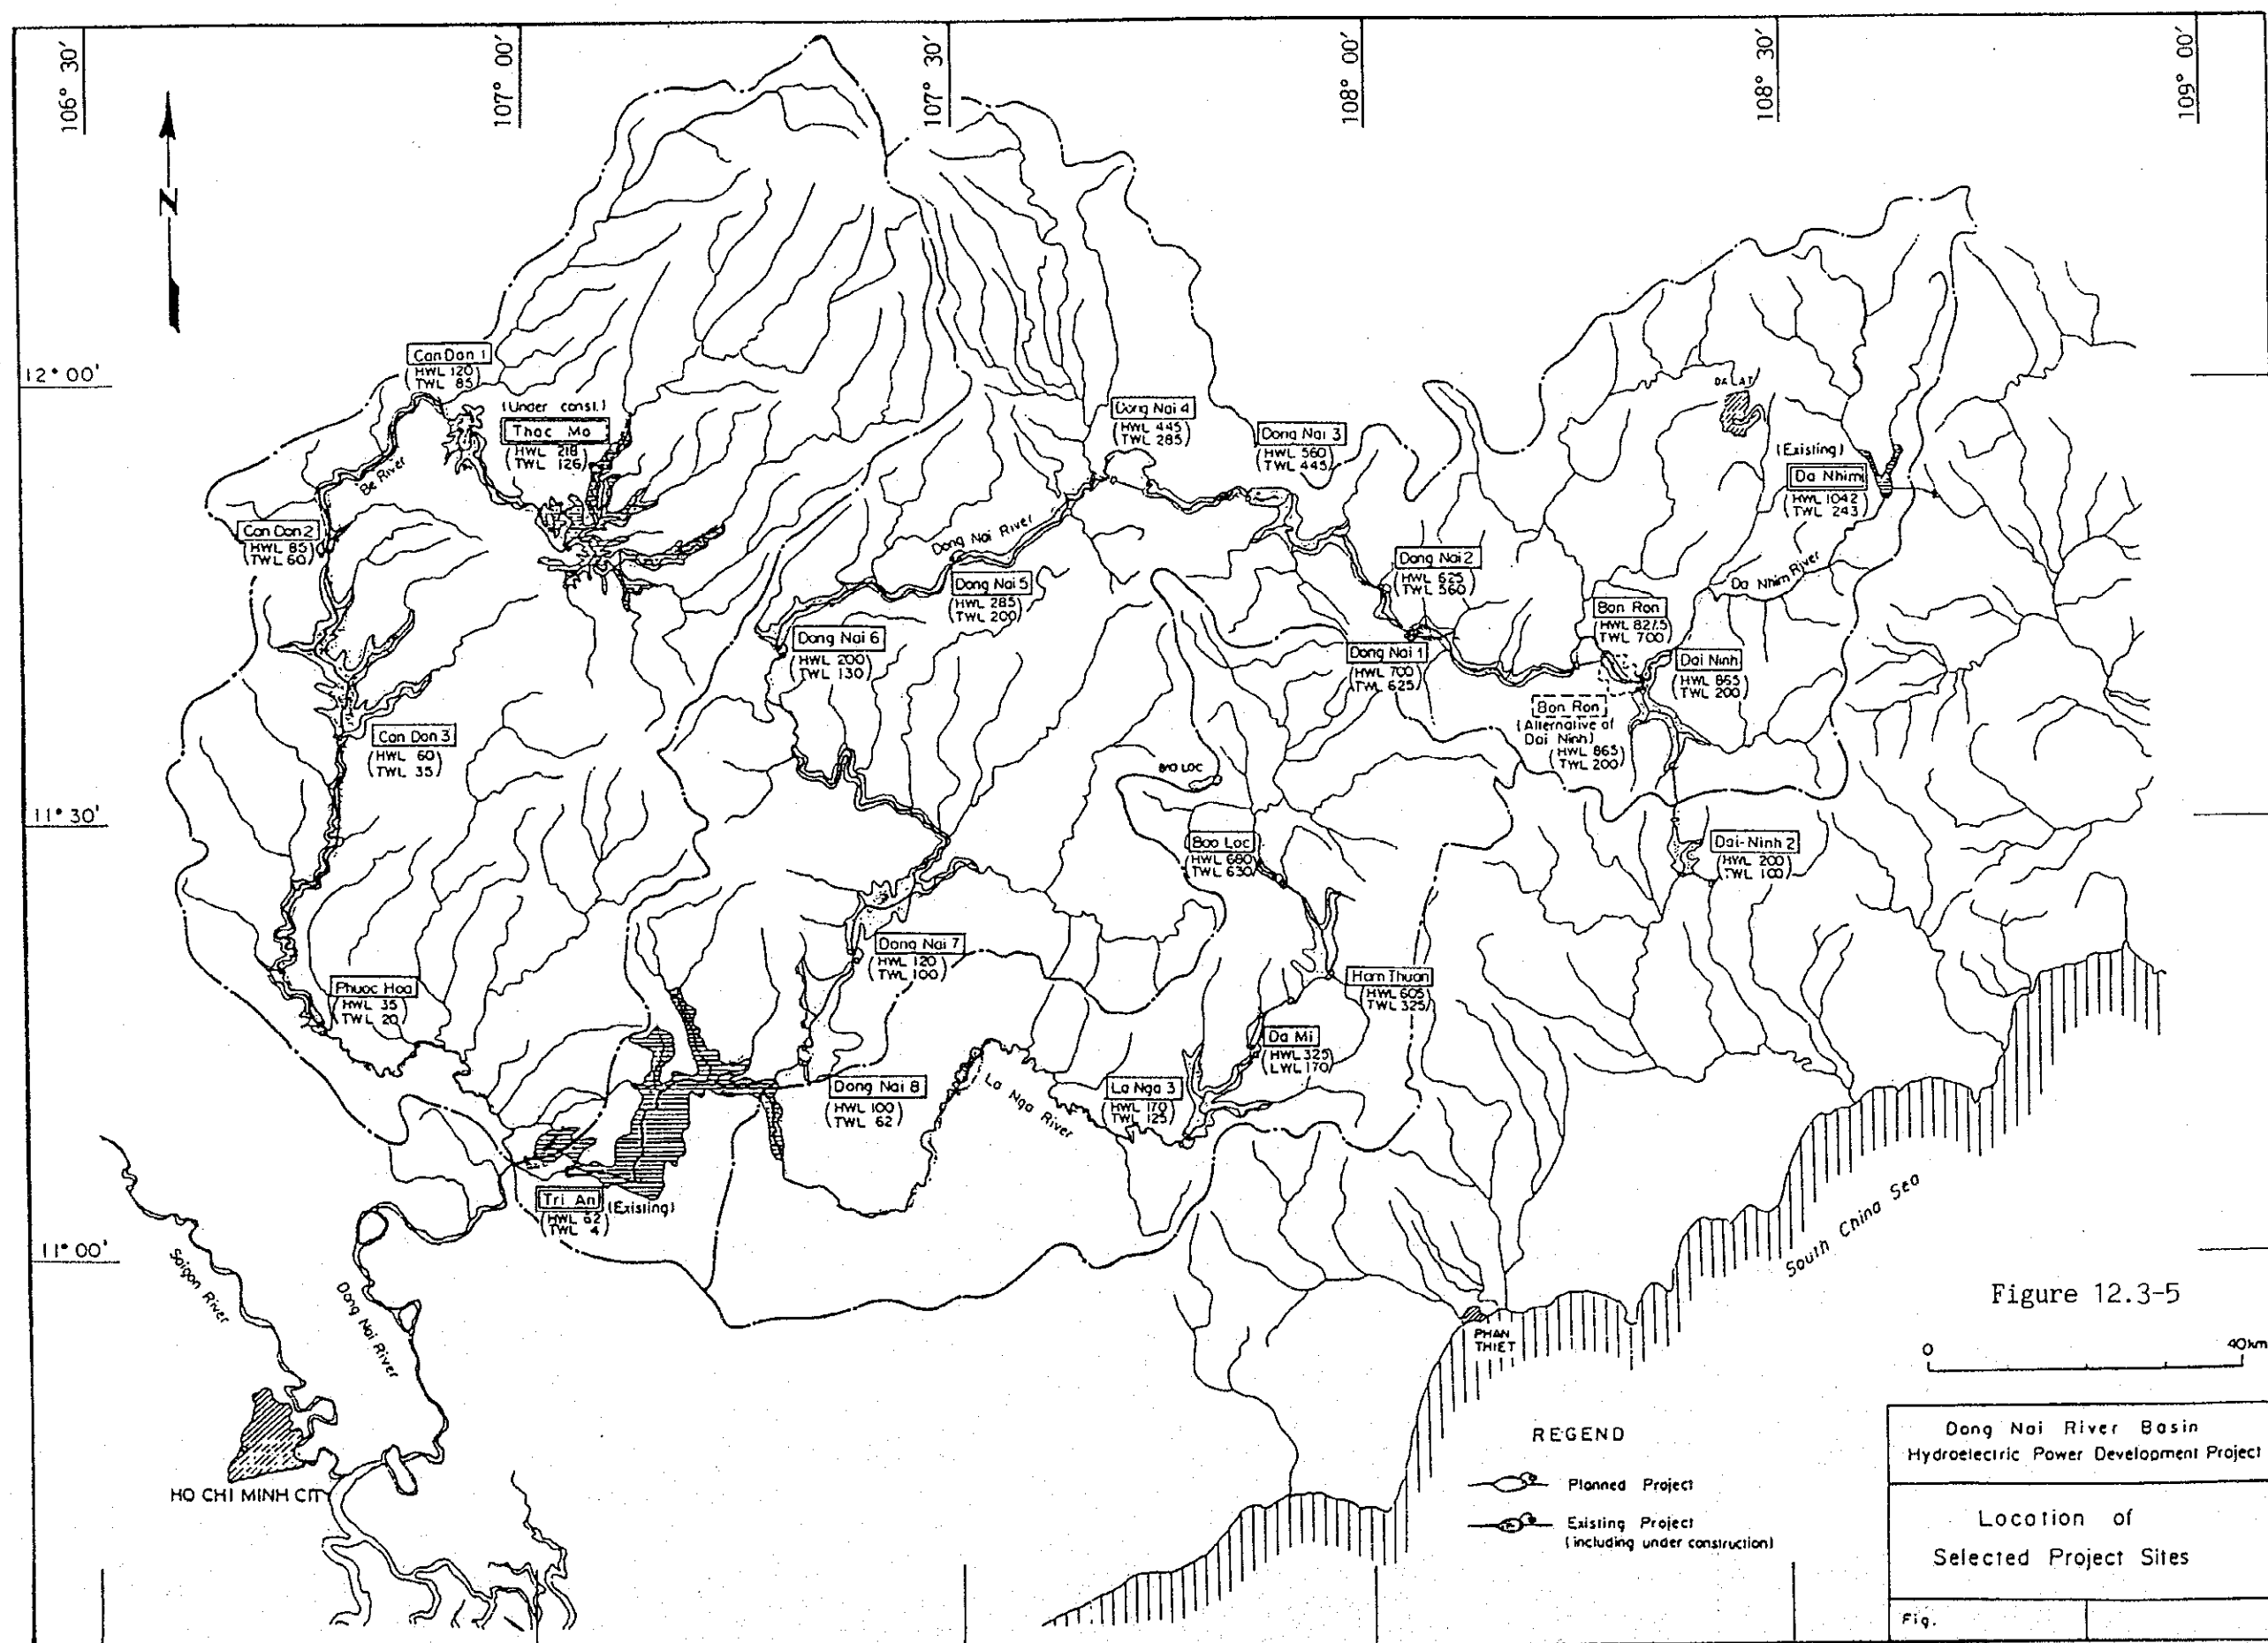 106° 30'
107° 00'
107° 30'
108° 00'
108° 30'
109° 00'
N
12° 00'
11° 30'
11° 00'
Can Don 1
(HWL 120
TWL 85)
(Under const.)
Thac Mo
(HWL 218
TWL 126)
Be River
Can Don 2
(HWL 85
TWL 60)
Dong Nai 4
(HWL 445
TWL 285)
Dong Nai 3
(HWL 560
TWL 445)
DA LAT
(Existing)
Da Nhim
(HWL 1042
TWL 243)
Dong Nai River
Dong Nai 5
(HWL 285
TWL 200)
Dong Nai 2
(HWL 625
TWL 560)
Da Nhim River
Bon Ron
(HWL 827.5
TWL 700)
Dong Nai 6
(HWL 200
TWL 130)
Dong Nai 1
(HWL 700
TWL 625)
Dai Ninh
(HWL 865
TWL 200)
Bon Ron
(Alternative of
Dai Ninh)
(HWL 865
TWL 200)
Can Don 3
(HWL 60
TWL 35)
BAO LOC
Bao Loc
(HWL 680
TWL 630)
Dai-Ninh 2
(HWL 200
TWL 100)
Dong Nai 7
(HWL 120
TWL 100)
Phuoc Hoa
(HWL 35
TWL 20)
Ham Thuan
(HWL 605
TWL 325)
Da Mi
(HWL 325
LWL 170)
Dong Nai 8
(HWL 100
TWL 62)
La Nga River
La Nga 3
(HWL 170
TWL 125)
Tri An
(Existing)
(HWL 62
TWL 4)
Saigon River
Dong Nai River
South China Sea
PHAN
THIET
HO CHI MINH CITY
Figure 12.3-5
0
40km
REGEND
Planned Project
Existing Project
(including under construction)
Dong Nai River Basin
Hydroelectric Power Development Project
Location of
Selected Project Sites
Fig.